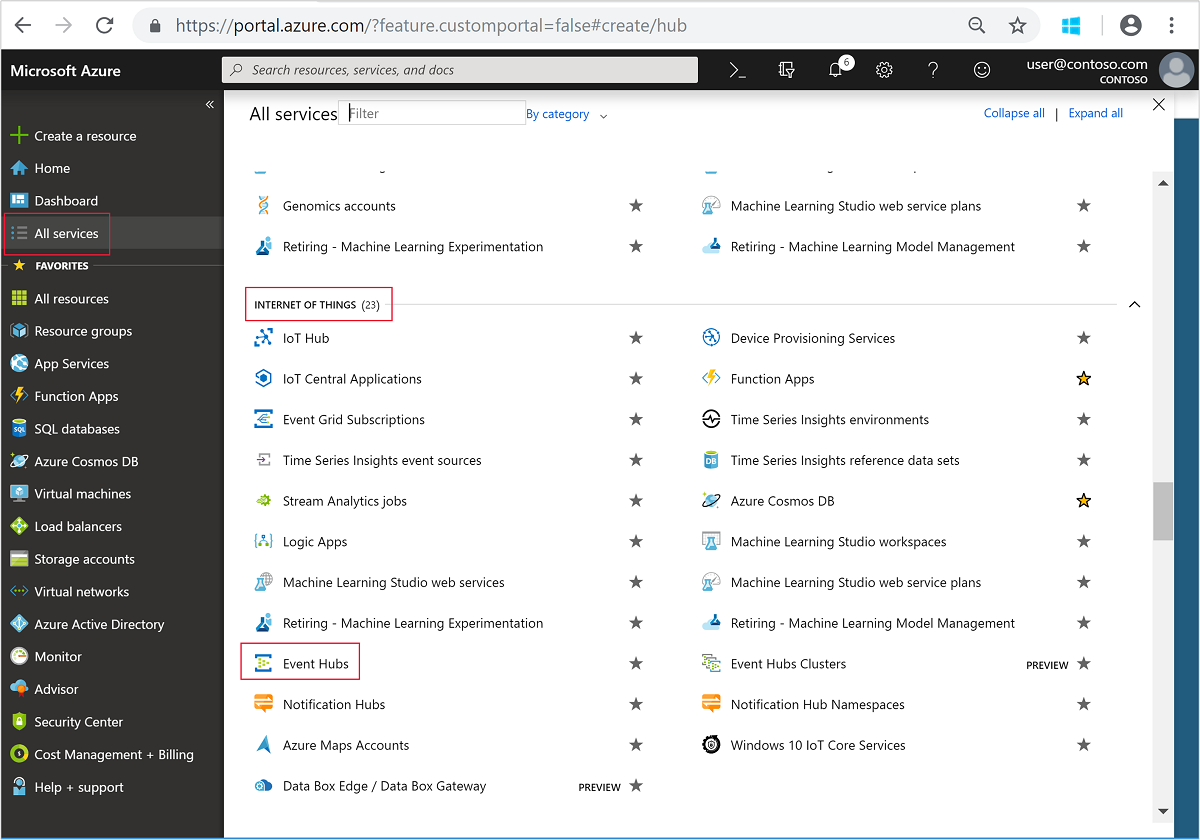 https://portal.azure.com/?feature.customportal=false#create/hub
Microsoft Azure
Search resources, services, and docs
6
user@contoso.com
CONTOSO
Create a resource
Home
Dashboard
All services
FAVORITES
All resources
Resource groups
App Services
Function Apps
SQL databases
Azure Cosmos DB
Virtual machines
Load balancers
Storage accounts
Virtual networks
Azure Active Directory
Monitor
Advisor
Security Center
Cost Management + Billing
Help + support
All services Filter By category
Collapse all | Expand all
Genomics accounts Machine Learning Studio web service plans
Retiring - Machine Learning Experimentation Retiring - Machine Learning Model Management
INTERNET OF THINGS (23)
IoT Hub Device Provisioning Services
IoT Central Applications Function Apps
Event Grid Subscriptions Time Series Insights environments
Time Series Insights event sources Time Series Insights reference data sets
Stream Analytics jobs Azure Cosmos DB
Logic Apps Machine Learning Studio workspaces
Machine Learning Studio web services Machine Learning Studio web service plans
Retiring - Machine Learning Experimentation Retiring - Machine Learning Model Management
Event Hubs Event Hubs Clusters PREVIEW
Notification Hubs Notification Hub Namespaces
Azure Maps Accounts Windows 10 IoT Core Services
Data Box Edge / Data Box Gateway PREVIEW